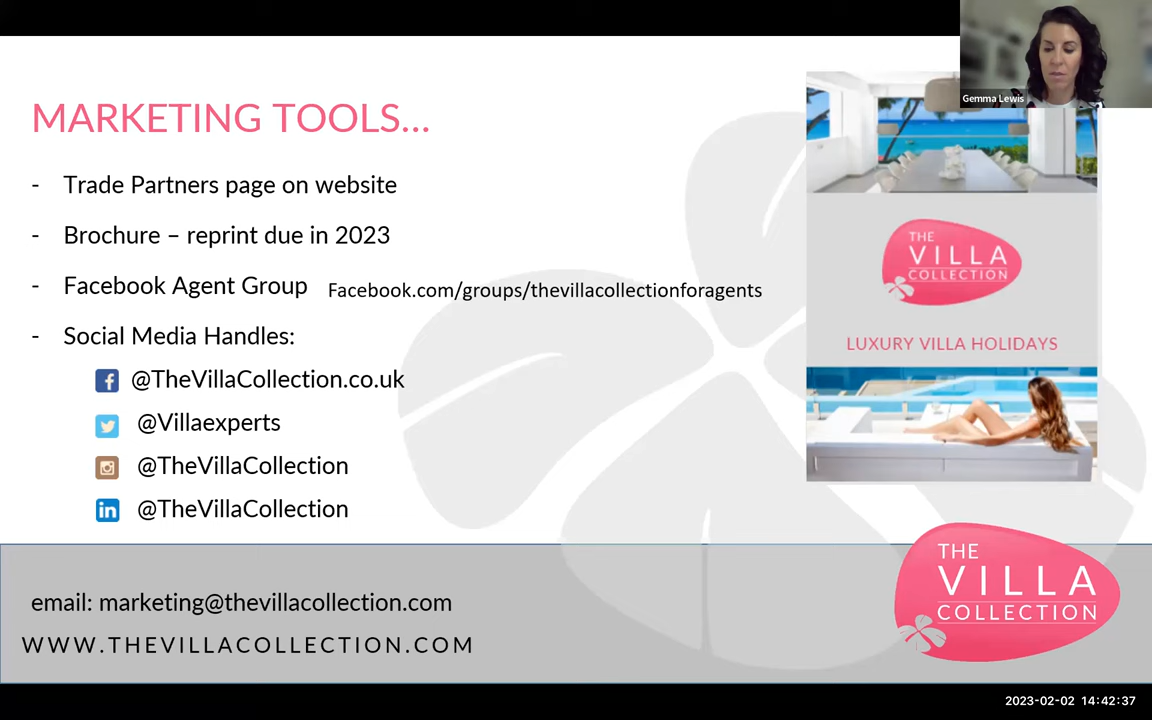 Gemma Lewis
MARKETING TOOLS...
- Trade Partners page on website
- Brochure – reprint due in 2023
- Facebook Agent Group Facebook.com/groups/thevillacollectionforagents
- Social Media Handles:
@TheVillaCollection.co.uk
@Villaexperts
@TheVillaCollection
@TheVillaCollection
THE
VILLA
COLLECTION
LUXURY VILLA HOLIDAYS
email: marketing@thevillacollection.com
WWW.THEVILLACOLLECTION.COM
THE
VILLA
COLLECTION
2023-02-02 14:42:37